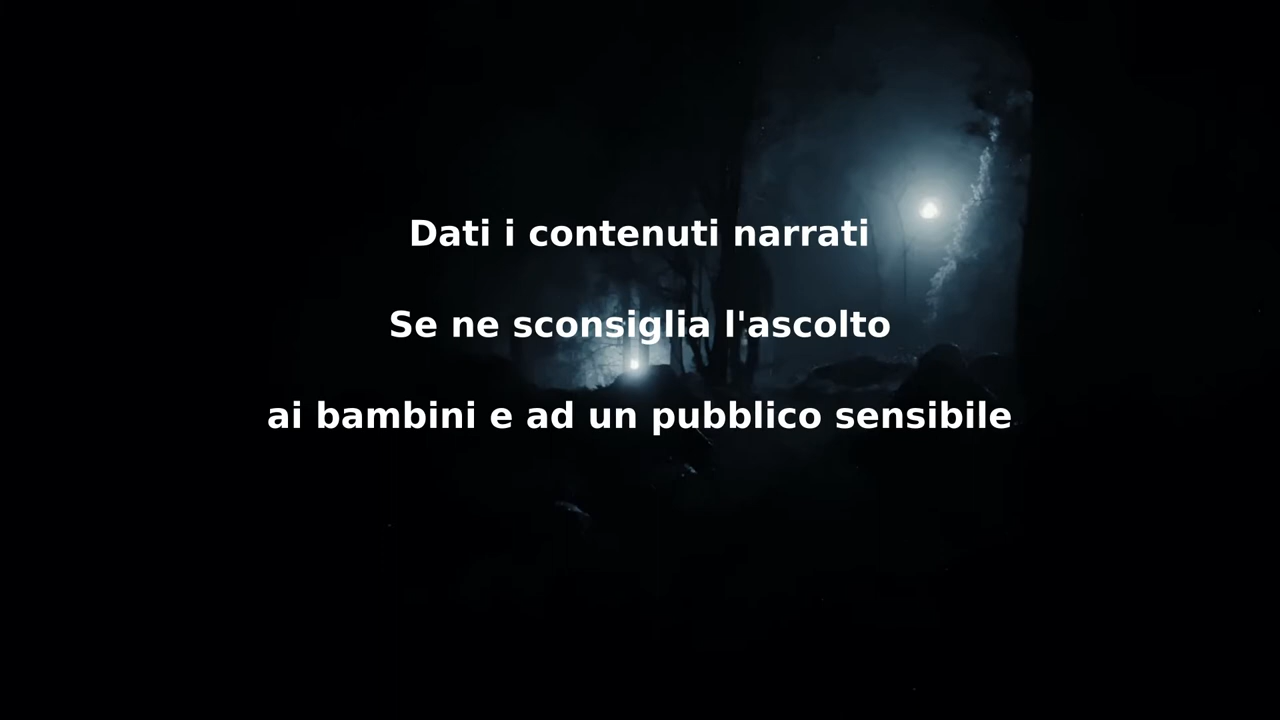 Dati i contenuti narrati
Se ne sconsiglia l'ascolto
ai bambini e ad un pubblico sensibile